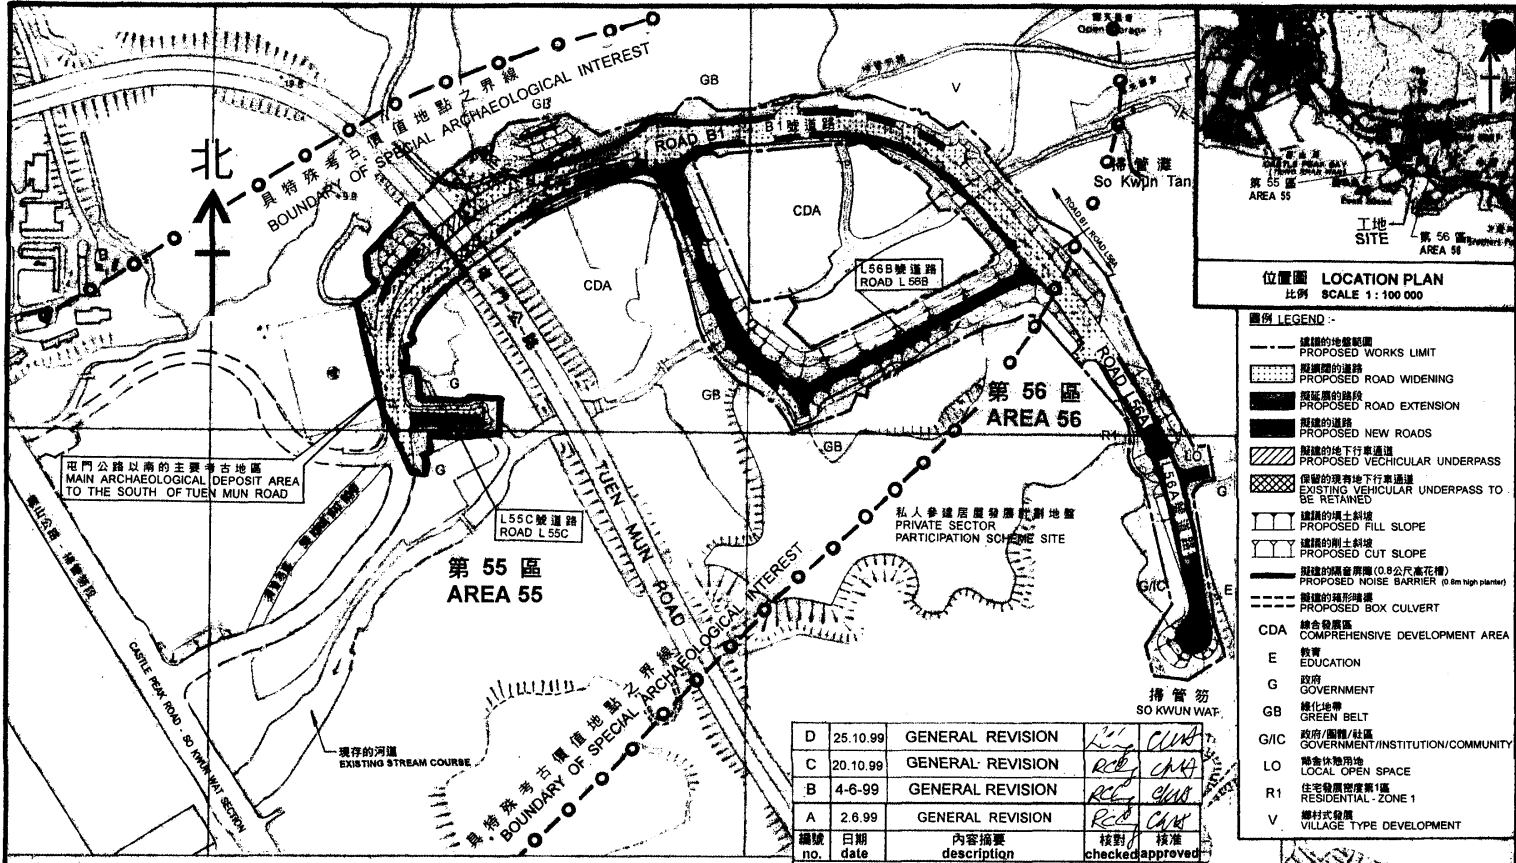 北
具特殊考古價值地點之界線
BOUNDARY OF SPECIAL ARCHAEOLOGICAL INTEREST
GB
GB
V
Open Storage
掃管灘
So Kwun Tan
ROAD B1
B1號道路
CDA
CDA
L56B號道路
ROAD L56B
ROAD B1
ROAD L56A
屯門公路
G
GB
GB
第 56 區
AREA 56
ROAD L56A
R1
LO
G
L56A號道路
屯門公路以南的主要考古地區
MAIN ARCHAEOLOGICAL DEPOSIT AREA
TO THE SOUTH OF TUEN MUN ROAD
G
L55C號道路
ROAD L55C
第 55 區
AREA 55
TUEN MUN ROAD
私人參建居屋發展計劃地盤
PRIVATE SECTOR
PARTICIPATION SCHEME SITE
G/IC
E
掃管笏
SO KWUN WAT
CASTLE PEAK ROAD - SO KWUN WAT SECTION
現存的河道
EXISTING STREAM COURSE
具特殊考古價值地點之界線
BOUNDARY OF SPECIAL ARCHAEOLOGICAL INTEREST
CASTLE PEAK BAY
第 55 區
AREA 55
工地
SITE
第 56 區
AREA 56
位置圖 LOCATION PLAN
比例 SCALE 1 : 100 000
圖例 LEGEND :-
建議的地盤範圍
PROPOSED WORKS LIMIT
擬擴闊的道路
PROPOSED ROAD WIDENING
擬延展的路段
PROPOSED ROAD EXTENSION
擬建的道路
PROPOSED NEW ROADS
擬建的地下行車通道
PROPOSED VECHICULAR UNDERPASS
保留的現有地下行車通道
EXISTING VEHICULAR UNDERPASS TO
BE RETAINED
建議的填土斜坡
PROPOSED FILL SLOPE
建議的削土斜坡
PROPOSED CUT SLOPE
擬建的隔音屏障(0.8公尺高花槽)
PROPOSED NOISE BARRIER (0.8m high planter)
擬建的箱形暗渠
PROPOSED BOX CULVERT
CDA 綜合發展區
COMPREHENSIVE DEVELOPMENT AREA
E 教育
EDUCATION
G 政府
GOVERNMENT
GB 綠化地帶
GREEN BELT
G/IC 政府/團體/社區
GOVERNMENT/INSTITUTION/COMMUNITY
LO 鄰舍休憩用地
LOCAL OPEN SPACE
R1 住宅發展密度第1區
RESIDENTIAL - ZONE 1
V 鄉村式發展
VILLAGE TYPE DEVELOPMENT
D 25.10.99 GENERAL REVISION
C 20.10.99 GENERAL REVISION
B 4-6-99 GENERAL REVISION
A 2.6.99 GENERAL REVISION
編號 日期 內容摘要 核對 核准
no. date description checked approved